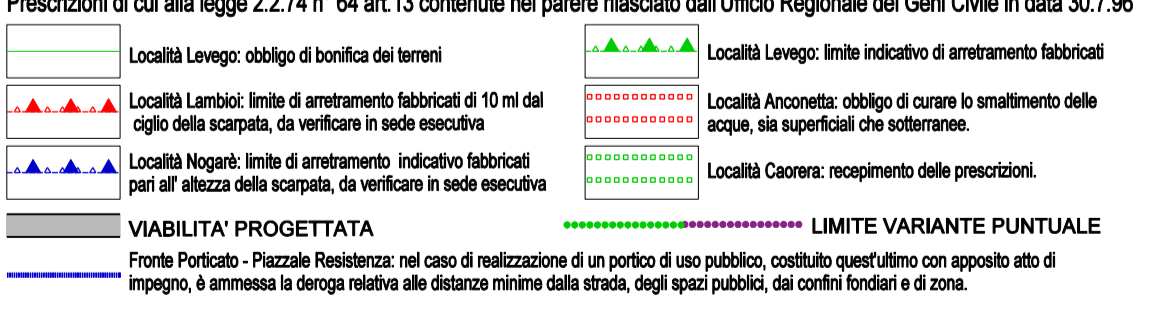 Prescrizioni di cui alla legge 2.2.74 n° 64 art.13 contenute nel parere rilasciato dall'Ufficio Regionale del Geni Civile in data 30.7.96
Località Levego: obbligo di bonifica dei terreni
Località Lambioi: limite di arretramento fabbricati di 10 ml dal
ciglio della scarpata, da verificare in sede esecutiva
Località Nogarè: limite di arretramento indicativo fabbricati
pari all' altezza della scarpata, da verificare in sede esecutiva
Località Levego: limite indicativo di arretramento fabbricati
Località Anconetta: obbligo di curare lo smaltimento delle
acque, sia superficiali che sotterranee.
Località Caorera: recepimento delle prescrizioni.
VIABILITA' PROGETTATA
LIMITE VARIANTE PUNTUALE
Fronte Porticato - Piazzale Resistenza: nel caso di realizzazione di un portico di uso pubblico, costituito quest'ultimo con apposito atto di
impegno, è ammessa la deroga relativa alle distanze minime dalla strada, degli spazi pubblici, dai confini fondiari e di zona.